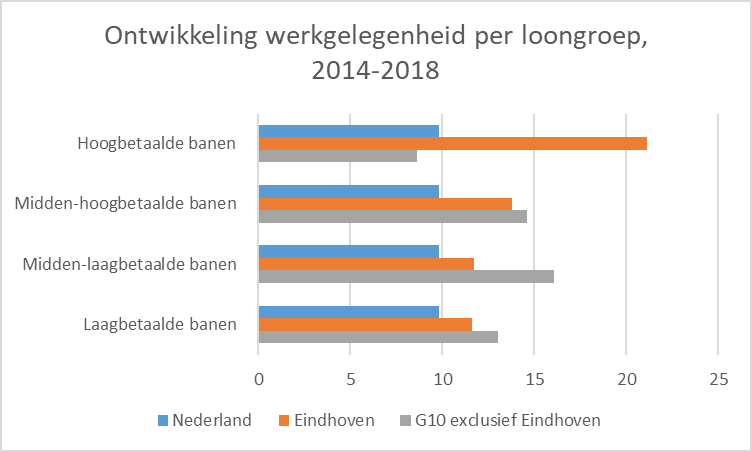 Ontwikkeling werkgelegenheid per loongroep,
2014-2018
Hoogbetaalde banen
Midden-hoogbetaalde banen
Midden-laagbetaalde banen
Laagbetaalde banen
0 5 10 15 20 25
Nederland Eindhoven G10 exclusief Eindhoven